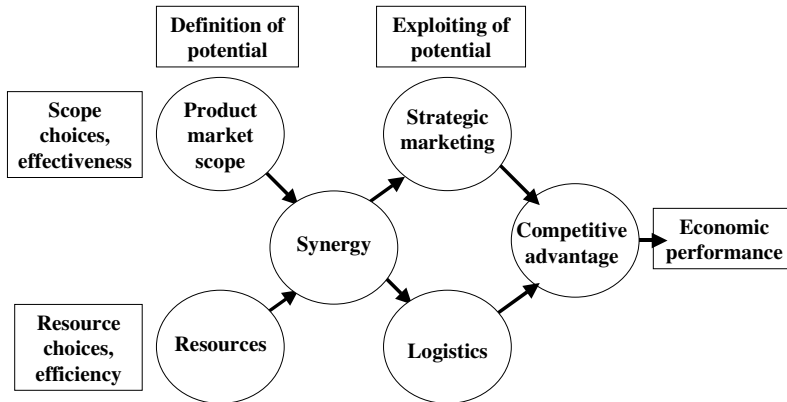 Definition of
potential
Exploiting of
potential
Scope
choices,
effectiveness
Product
market
scope
Strategic
marketing
Synergy
Competitive
advantage
Economic
performance
Resource
choices,
efficiency
Resources
Logistics